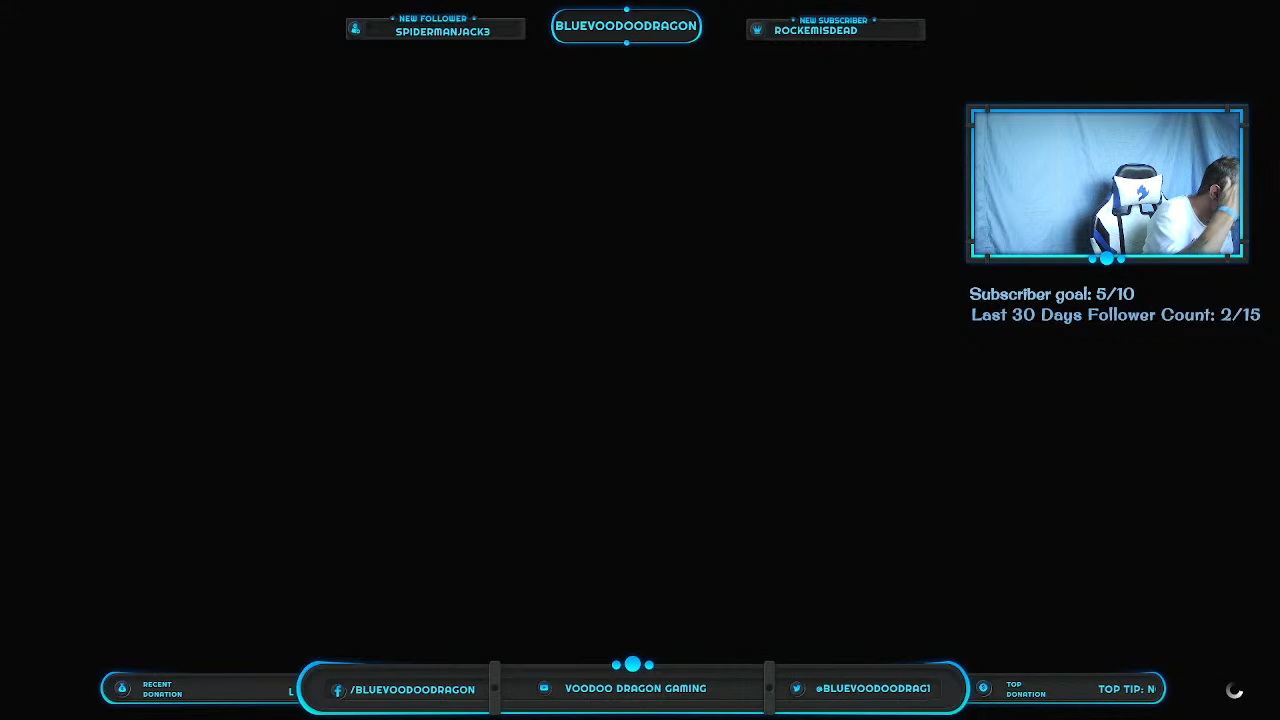 NEW FOLLOWER
SPIDERMANJACK3
BLUEVOODOODRAGON
NEW SUBSCRIBER
ROCKEMISDEAD
Subscriber goal: 5/10
Last 30 Days Follower Count: 2/15
RECENT
DONATION
L
/BLUEVOODOODRAGON
VOODOO DRAGON GAMING
@BLUEVOODOODRAG1
TOP
DONATION
TOP TIP: N